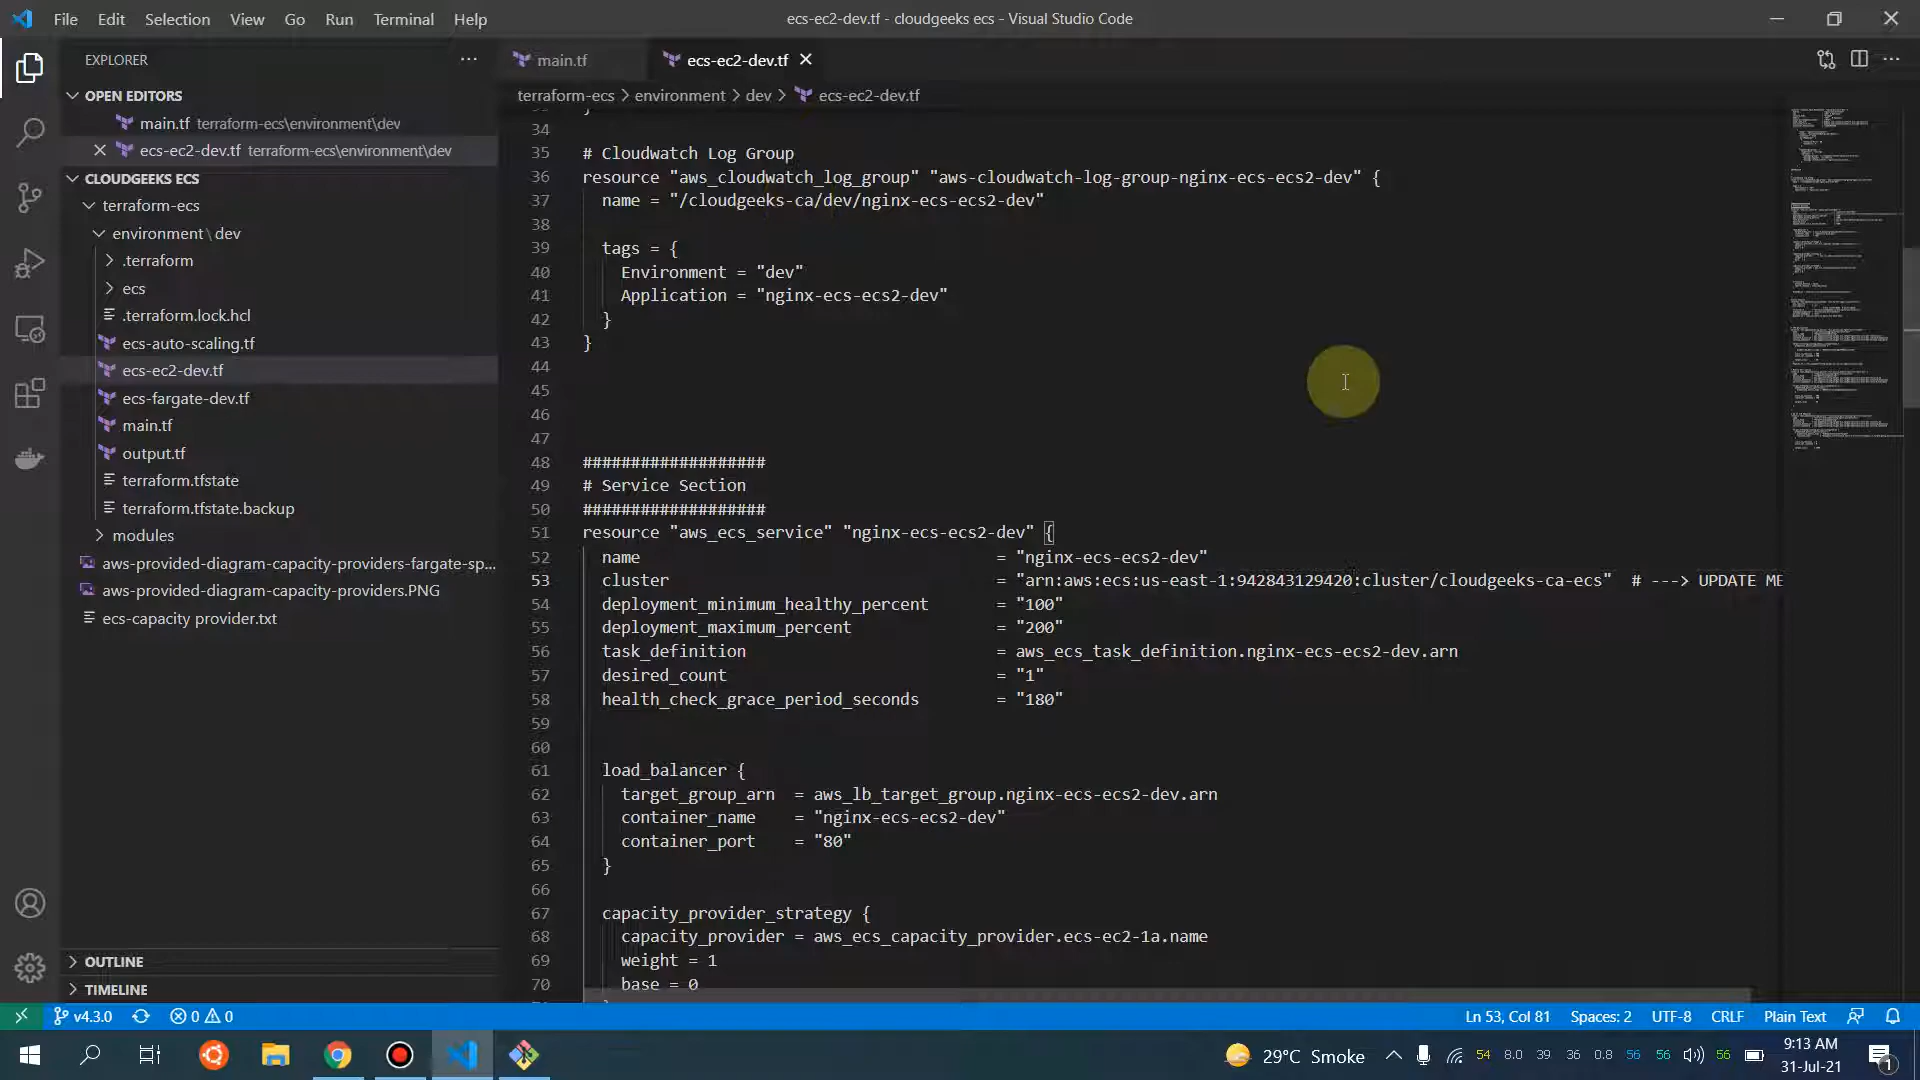 File Edit Selection View Go Run Terminal Help
ecs-ec2-dev.tf - cloudgeeks ecs - Visual Studio Code
EXPLORER
OPEN EDITORS
main.tf terraform-ecs\environment\dev
ecs-ec2-dev.tf terraform-ecs\environment\dev
CLOUDGEEKS ECS
terraform-ecs
environment\dev
.terraform
ecs
.terraform.lock.hcl
ecs-auto-scaling.tf
ecs-ec2-dev.tf
ecs-fargate-dev.tf
main.tf
output.tf
terraform.tfstate
terraform.tfstate.backup
modules
aws-provided-diagram-capacity-providers-fargate-sp...
aws-provided-diagram-capacity-providers.PNG
ecs-capacity provider.txt
OUTLINE
TIMELINE
main.tf
ecs-ec2-dev.tf
terraform-ecs > environment > dev > ecs-ec2-dev.tf
34
35 # Cloudwatch Log Group
36 resource "aws_cloudwatch_log_group" "aws-cloudwatch-log-group-nginx-ecs-ecs2-dev" {
37 name = "/cloudgeeks-ca/dev/nginx-ecs-ecs2-dev"
38
39 tags = {
40 Environment = "dev"
41 Application = "nginx-ecs-ecs2-dev"
42 }
43 }
44
45
46
47
48 ###################
49 # Service Section
50 ###################
51 resource "aws_ecs_service" "nginx-ecs-ecs2-dev" {
52 name = "nginx-ecs-ecs2-dev"
53 cluster = "arn:aws:ecs:us-east-1:942843129420:cluster/cloudgeeks-ca-ecs" # ---> UPDATE ME
54 deployment_minimum_healthy_percent = "100"
55 deployment_maximum_percent = "200"
56 task_definition = aws_ecs_task_definition.nginx-ecs-ecs2-dev.arn
57 desired_count = "1"
58 health_check_grace_period_seconds = "180"
59
60
61 load_balancer {
62 target_group_arn = aws_lb_target_group.nginx-ecs-ecs2-dev.arn
63 container_name = "nginx-ecs-ecs2-dev"
64 container_port = "80"
65 }
66
67 capacity_provider_strategy {
68 capacity_provider = aws_ecs_capacity_provider.ecs-ec2-1a.name
69 weight = 1
70 base = 0
v4.3.0 0 0 Ln 53, Col 81 Spaces: 2 UTF-8 CRLF Plain Text
29°C Smoke 54 8.0 39 36 0.8 56 56 56
9:13 AM
31-Jul-21
1